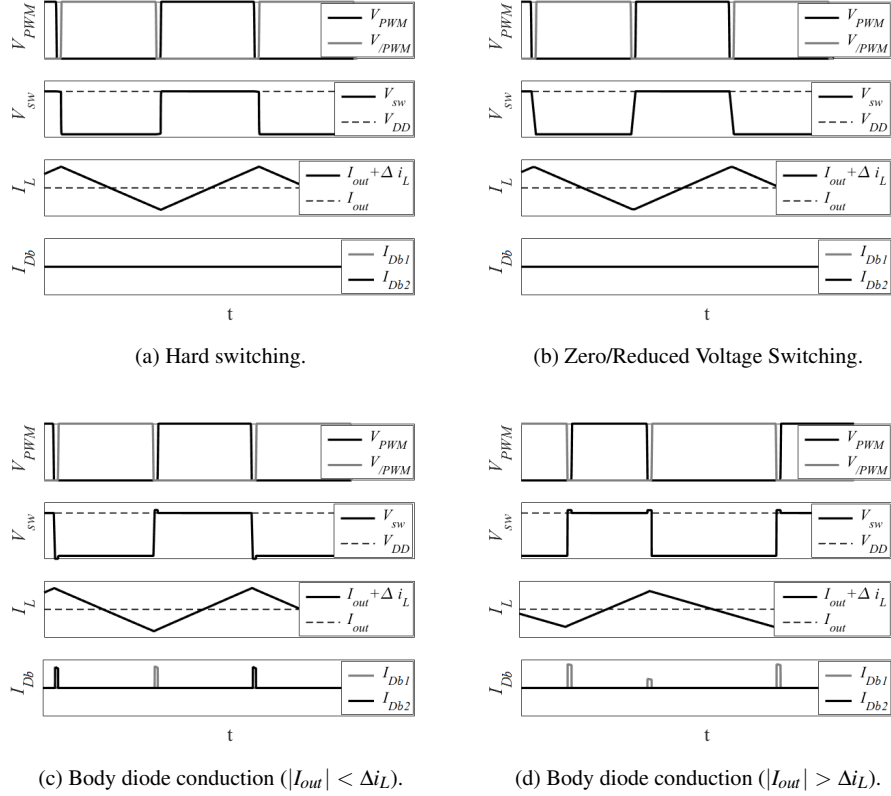 V_PWM
V_PWM
V_/PWM
V_sw
V_sw
V_DD
I_L
I_out+Δ i_L
I_out
I_Db
I_Db1
I_Db2
t
(a) Hard switching.
V_PWM
V_PWM
V_/PWM
V_sw
V_sw
V_DD
I_L
I_out+Δ i_L
I_out
I_Db
I_Db1
I_Db2
t
(b) Zero/Reduced Voltage Switching.
V_PWM
V_PWM
V_/PWM
V_sw
V_sw
V_DD
I_L
I_out+Δ i_L
I_out
I_Db
I_Db1
I_Db2
t
(c) Body diode conduction (|I_out| < Δi_L).
V_PWM
V_PWM
V_/PWM
V_sw
V_sw
V_DD
I_L
I_out+Δ i_L
I_out
I_Db
I_Db1
I_Db2
t
(d) Body diode conduction (|I_out| > Δi_L).